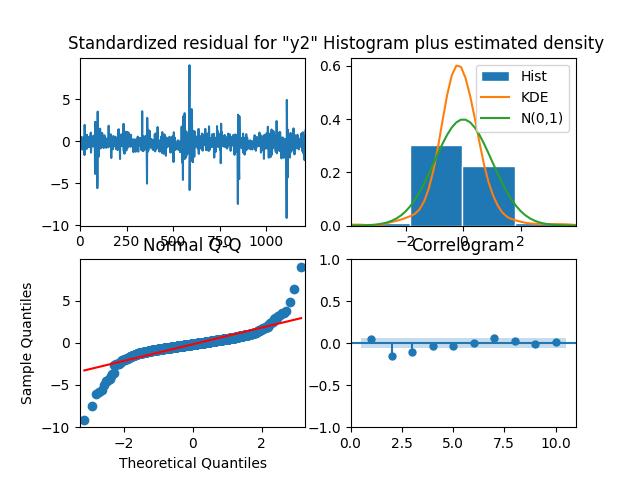 Standardized residual for "y2"
5
0
−5
−10
0 250 500 750 1000
Histogram plus estimated density
0.6
0.4
0.2
0.0
−2 0 2
Hist
KDE
N(0,1)
Normal Q-Q
Sample Quantiles
5
0
−5
−10
−2 0 2
Theoretical Quantiles
Correlogram
1.0
0.5
0.0
−0.5
−1.0
0.0 2.5 5.0 7.5 10.0